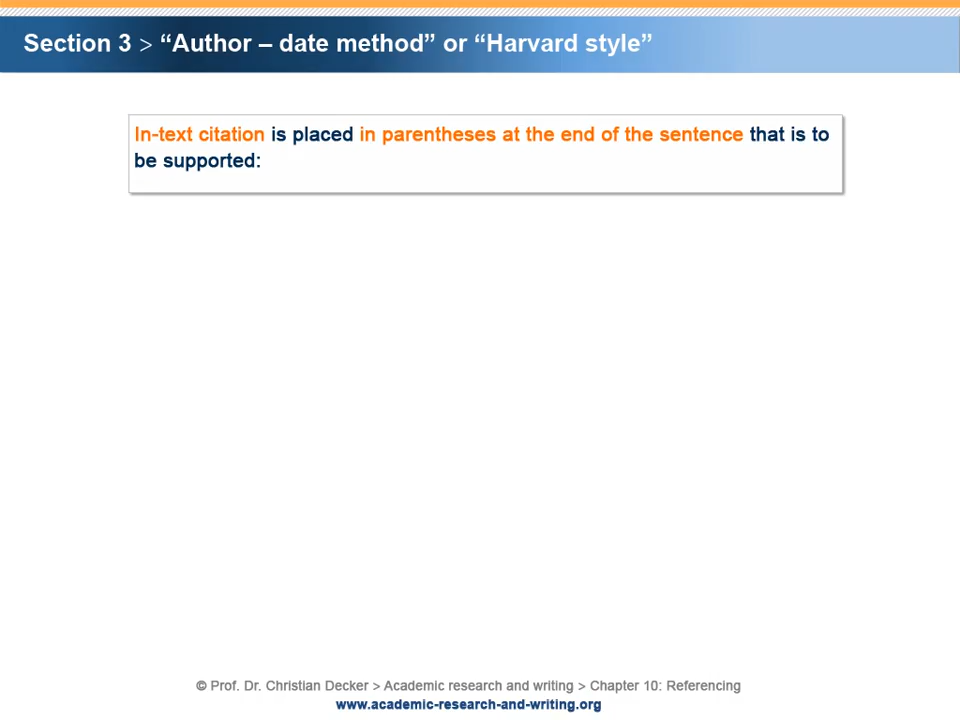 Section 3 > “Author – date method” or “Harvard style”
In-text citation is placed in parentheses at the end of the sentence that is to
be supported:
© Prof. Dr. Christian Decker > Academic research and writing > Chapter 10: Referencing
www.academic-research-and-writing.org